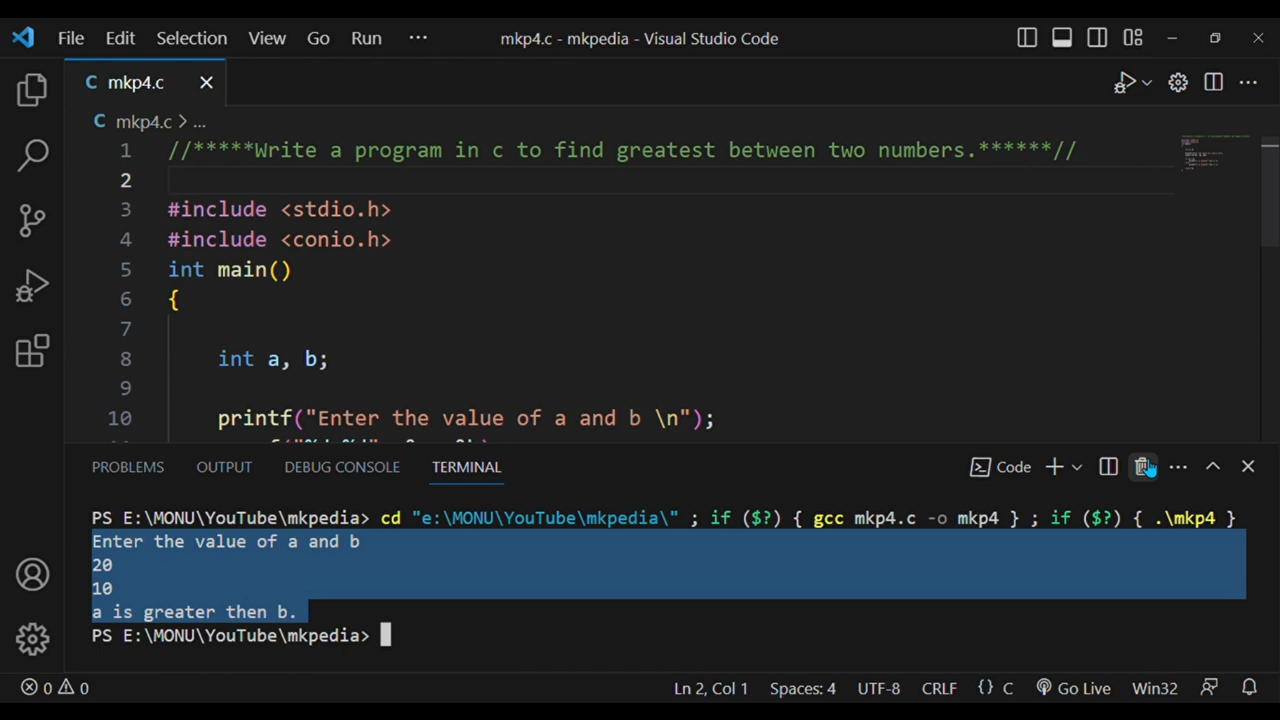 File Edit Selection View Go Run ··· mkp4.c - mkpedia - Visual Studio Code
C mkp4.c
C mkp4.c > ...
1 //*****Write a program in c to find greatest between two numbers.******//
2
3 #include <stdio.h>
4 #include <conio.h>
5 int main()
6 {
7
8 int a, b;
9
10 printf("Enter the value of a and b \n");
PROBLEMS OUTPUT DEBUG CONSOLE TERMINAL Code
PS E:\MONU\YouTube\mkpedia> cd "e:\MONU\YouTube\mkpedia\" ; if ($?) { gcc mkp4.c -o mkp4 } ; if ($?) { .\mkp4 }
Enter the value of a and b
20
10
a is greater then b.
PS E:\MONU\YouTube\mkpedia>
0 0 Ln 2, Col 1 Spaces: 4 UTF-8 CRLF {} C Go Live Win32